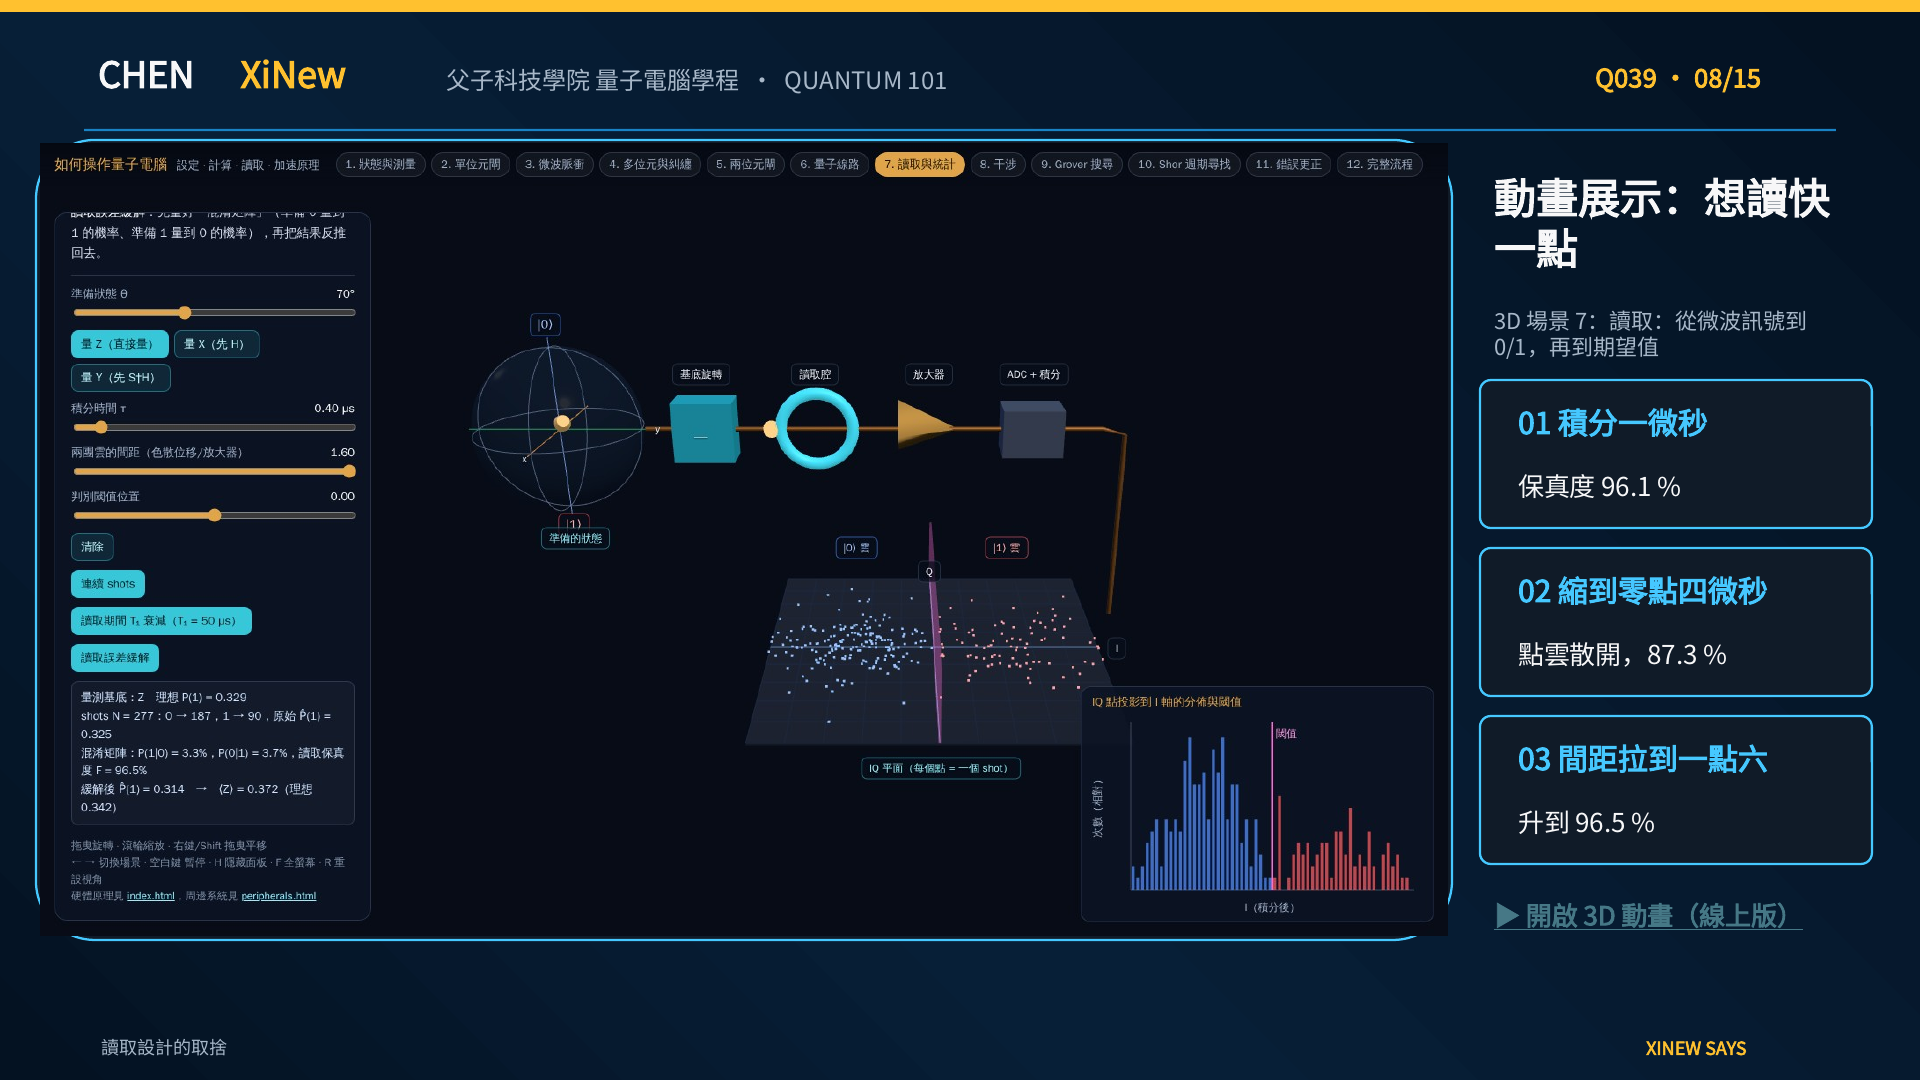 CHEN XiNew 父子科技學院 量子電腦學程 • QUANTUM 101 Q039 • 08/15
如何操作量子電腦 設定 · 計算 · 讀取 · 加速原理 1. 狀態與測量 2. 單位元閘 3. 微波脈衝 4. 多位元與糾纏 5. 兩位元閘 6. 量子線路 7. 讀取與統計 8. 干涉 9. Grover 搜尋 10. Shor 週期尋找 11. 錯誤更正 12. 完整流程
1 的機率、準備 1 量到 0 的機率），再把結果反推
回去。
準備狀態 θ 70°
量 Z（直接量） 量 X（先 H）
量 Y（先 S†H）
積分時間 τ 0.40 µs
兩團雲的間距（色散位移/放大器） 1.60
判別閾值位置 0.00
清除
連續 shots
讀取期間 T₁ 衰減（T₁ = 50 µs）
讀取誤差緩解
量測基底：Z 理想 P(1) = 0.329
shots N = 277：0 → 187，1 → 90，原始 P̂(1) =
0.325
混淆矩陣：P(1|0) = 3.3%，P(0|1) = 3.7%，讀取保真
度 F = 96.5%
緩解後 P̂(1) = 0.314 → ⟨Z⟩ = 0.372（理想
0.342）
拖曳旋轉 · 滾輪縮放 · 右鍵/Shift 拖曳平移
←→ 切換場景 · 空白鍵 暫停 · H 隱藏面板 · F 全螢幕 · R 重
設視角
硬體原理見 index.html，周邊系統見 peripherals.html
|0⟩
y
x
|1⟩
準備的狀態
基底旋轉
讀取腔
放大器
ADC + 積分
|0⟩ 雲
|1⟩ 雲
Q
I
IQ 平面（每個點 = 一個 shot）
IQ 點投影到 I 軸的分佈與閾值
閾值
次數（相對）
I（積分後）
動畫展示：想讀快
一點
3D 場景 7：讀取：從微波訊號到
0/1，再到期望值
01 積分一微秒
保真度 96.1 %
02 縮到零點四微秒
點雲散開，87.3 %
03 間距拉到一點六
升到 96.5 %
▶ 開啟 3D 動畫（線上版）
讀取設計的取捨
XINEW SAYS